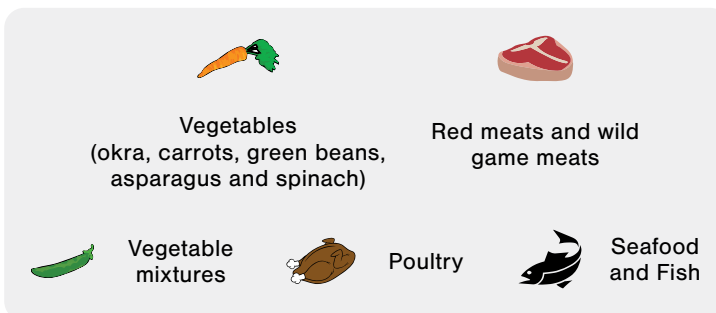 Vegetables
(okra, carrots, green beans,
asparagus and spinach)
Red meats and wild
game meats
Vegetable
mixtures
Poultry
Seafood
and Fish